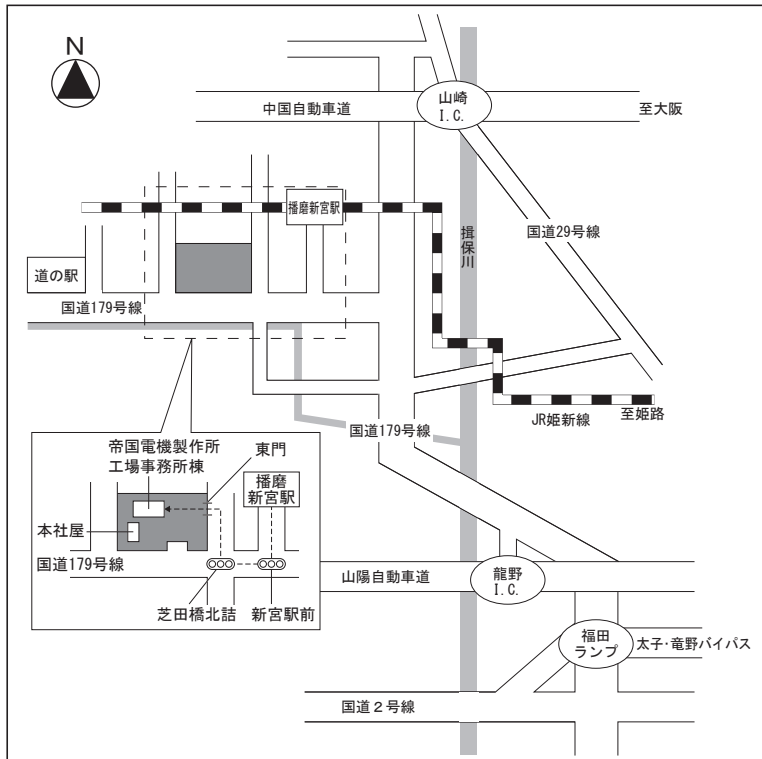 N
山崎
I.C.
中国自動車道
至大阪
播磨新宮駅
揖保川
国道29号線
道の駅
国道179号線
JR姫新線
至姫路
国道179号線
帝国電機製作所
工場事務所棟
東門
播磨
新宮駅
本社屋
国道179号線
芝田橋北詰
新宮駅前
山陽自動車道
龍野
I.C.
福田
ランプ
太子・竜野バイパス
国道２号線